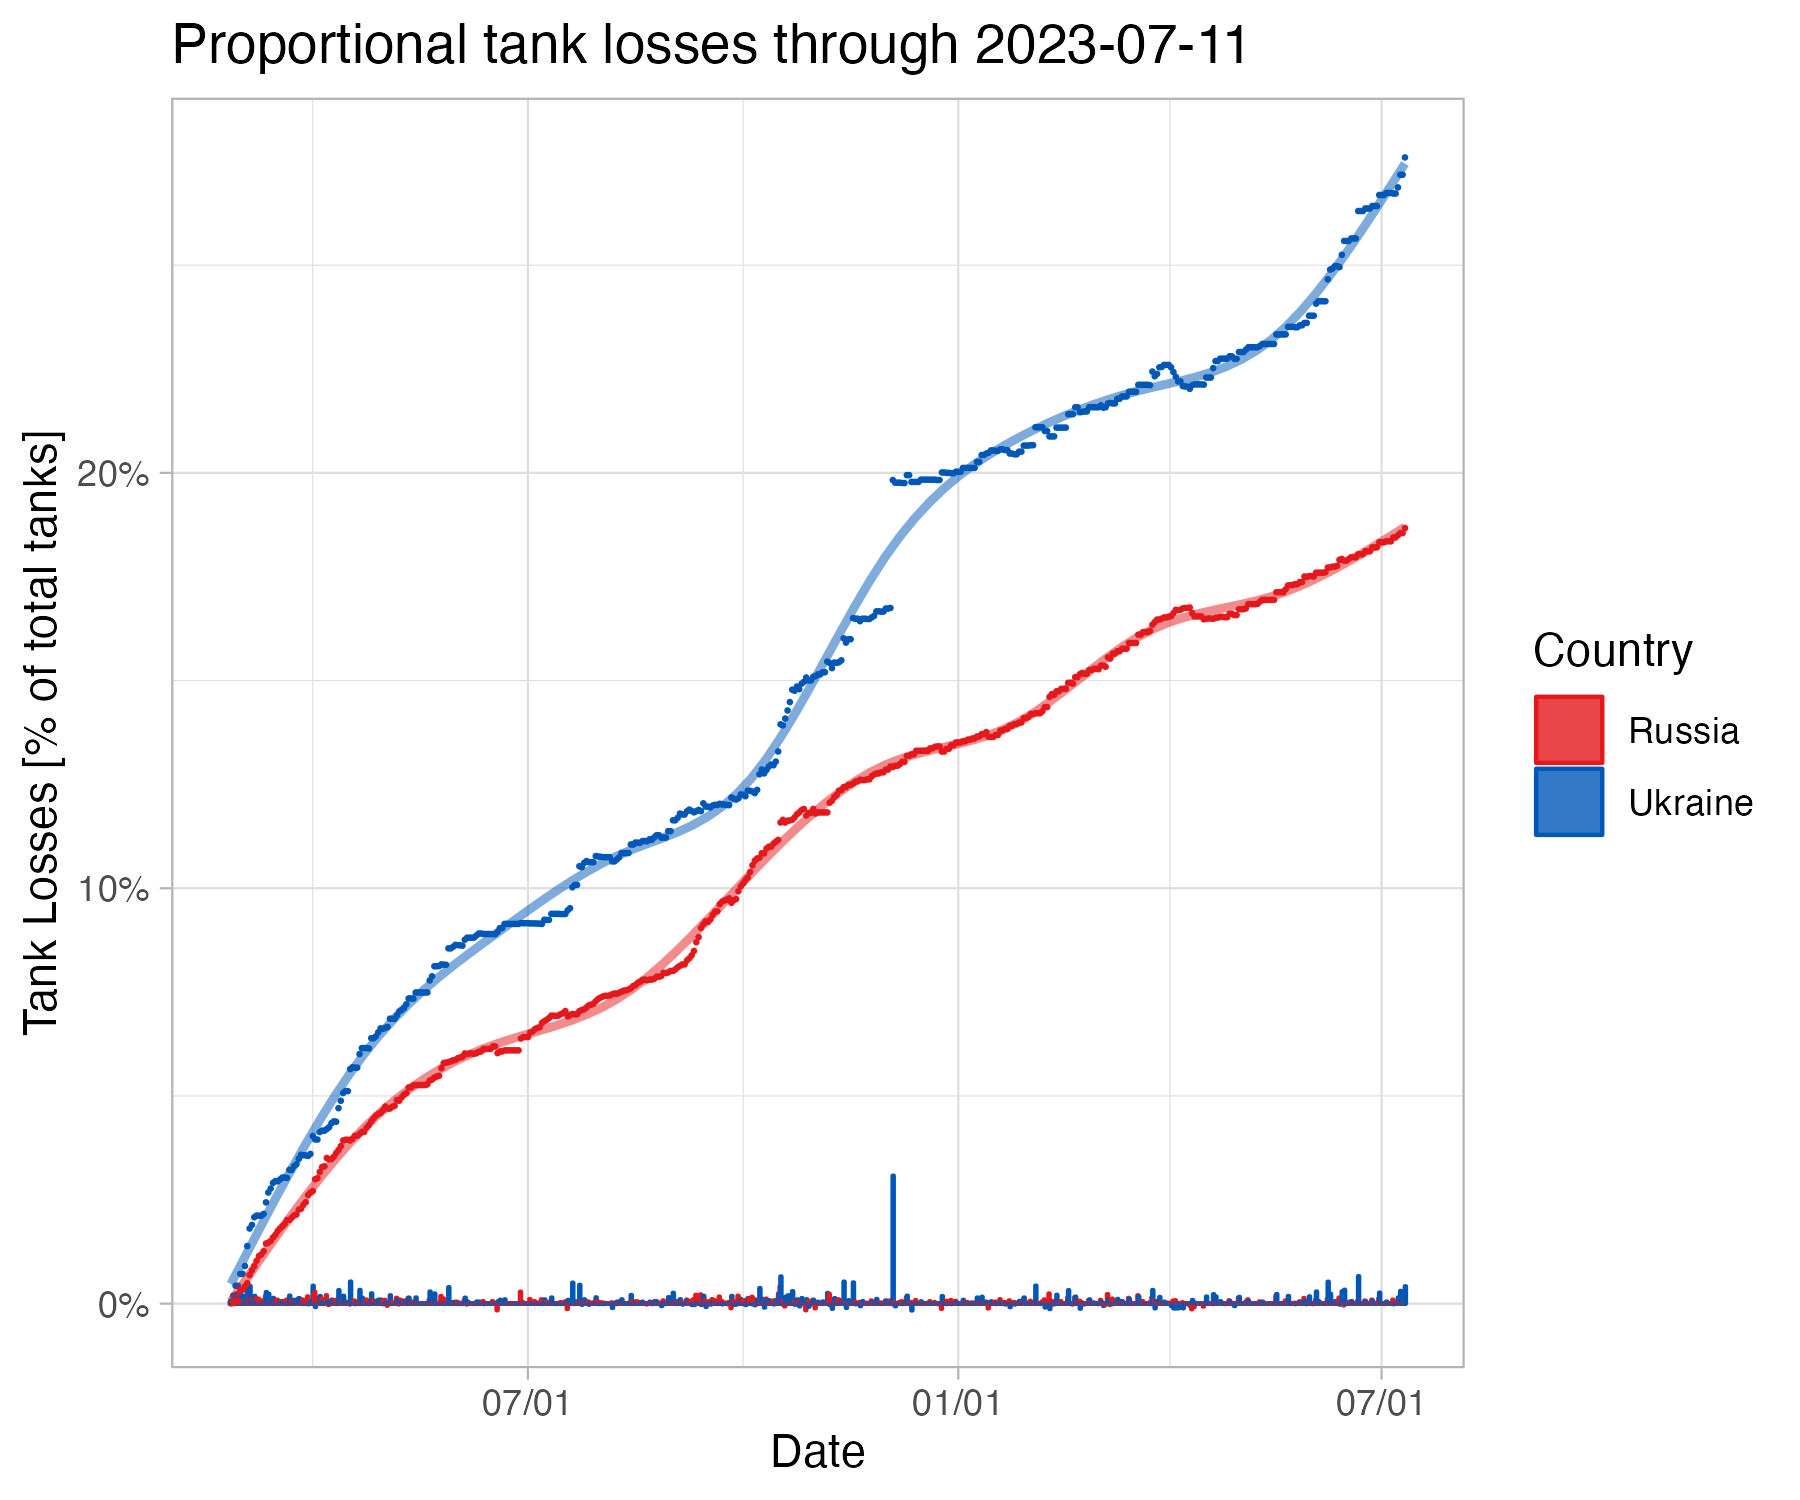 Proportional tank losses through 2023-07-11
Tank Losses [% of total tanks]
20%
10%
0%
07/01
01/01
07/01
Date
Country
Russia
Ukraine